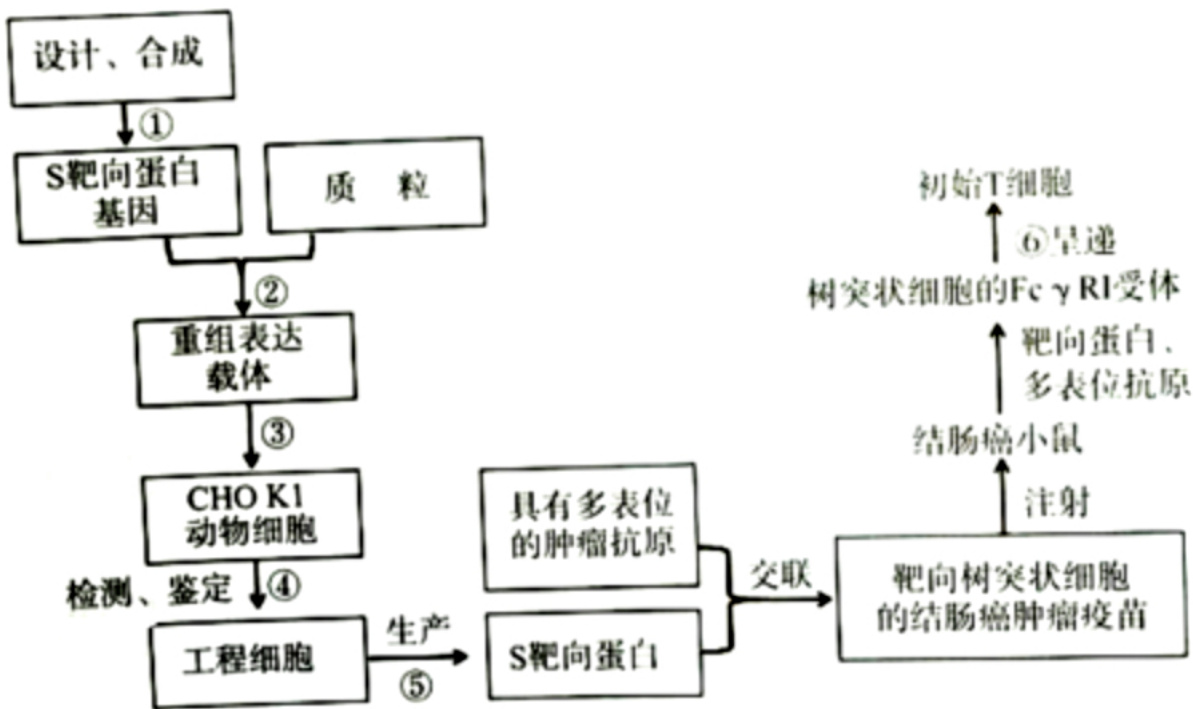 设计、合成
①
S靶向蛋白
基因
质 粒
②
重组表达
载体
③
CHO K1
动物细胞
检测、鉴定
④
工程细胞
生产
⑤
S靶向蛋白
具有多表位
的肿瘤抗原
交联
靶向树突状细胞
的结肠癌肿瘤疫苗
注射
结肠癌小鼠
靶向蛋白、
多表位抗原
树突状细胞的Fc γ RI受体
⑥呈递
初始T细胞